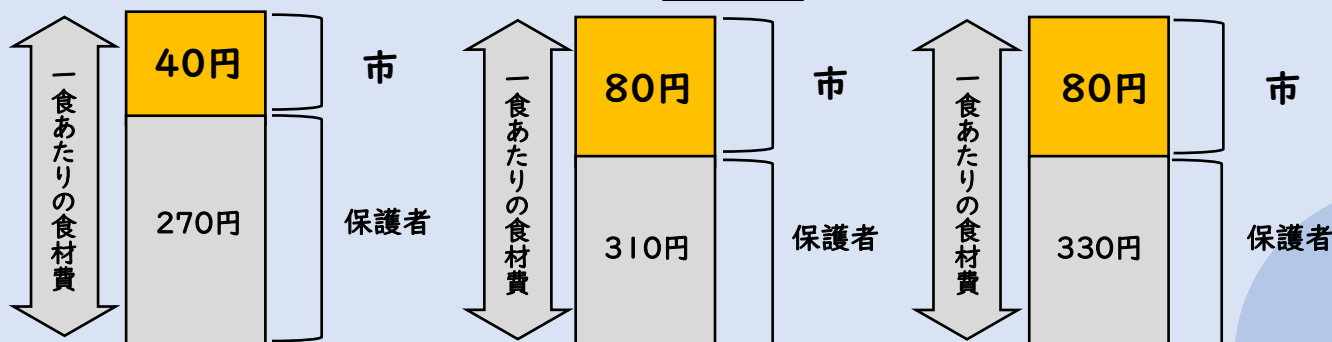 一食あたりの食材費
40円
市
270円
保護者
一食あたりの食材費
80円
市
310円
保護者
一食あたりの食材費
80円
市
330円
保護者